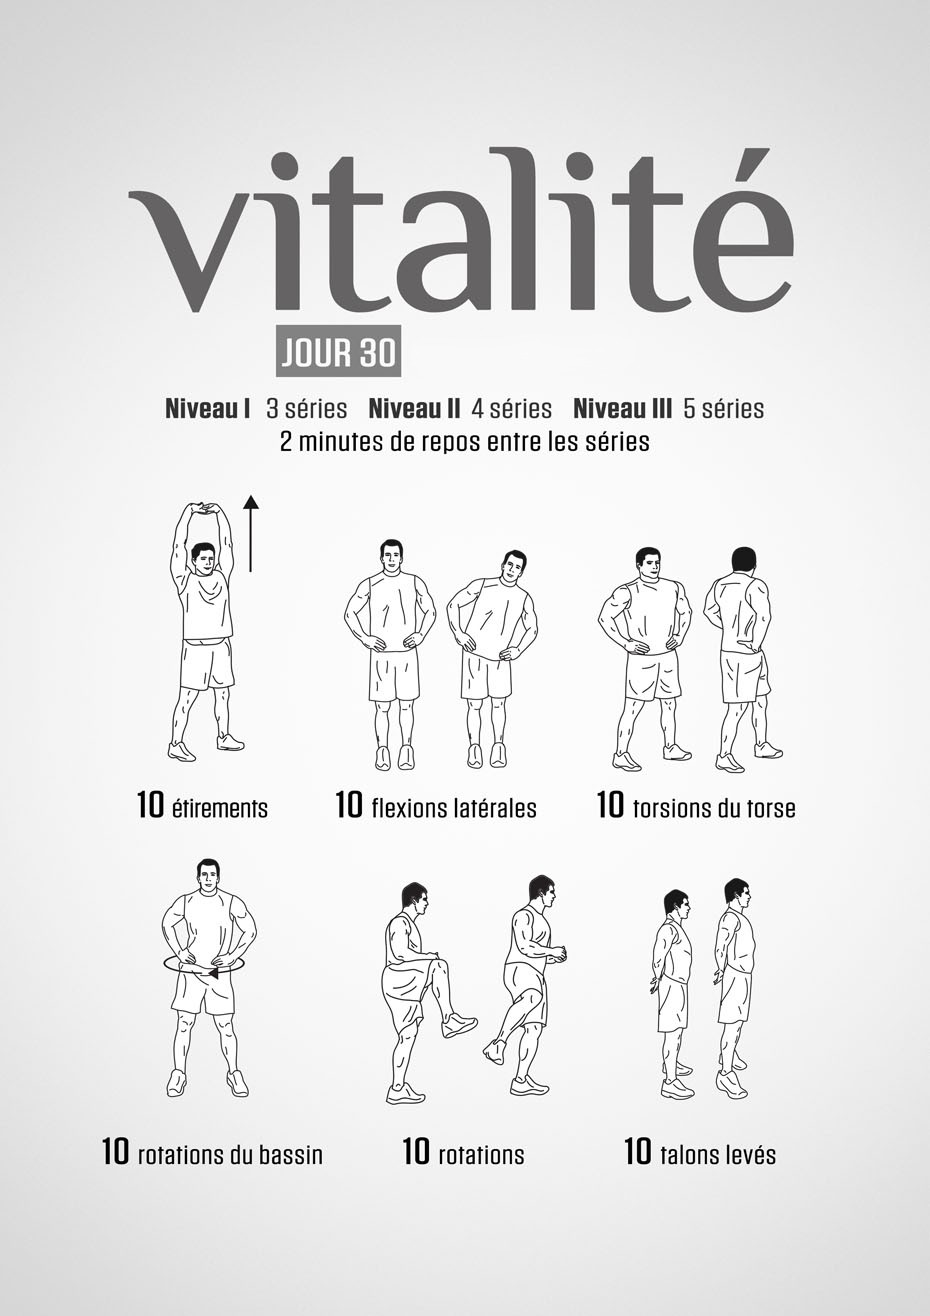 vitalité
JOUR 30
Niveau I 3 séries Niveau II 4 séries Niveau III 5 séries
2 minutes de repos entre les séries
10 étirements
10 flexions latérales
10 torsions du torse
10 rotations du bassin
10 rotations
10 talons levés